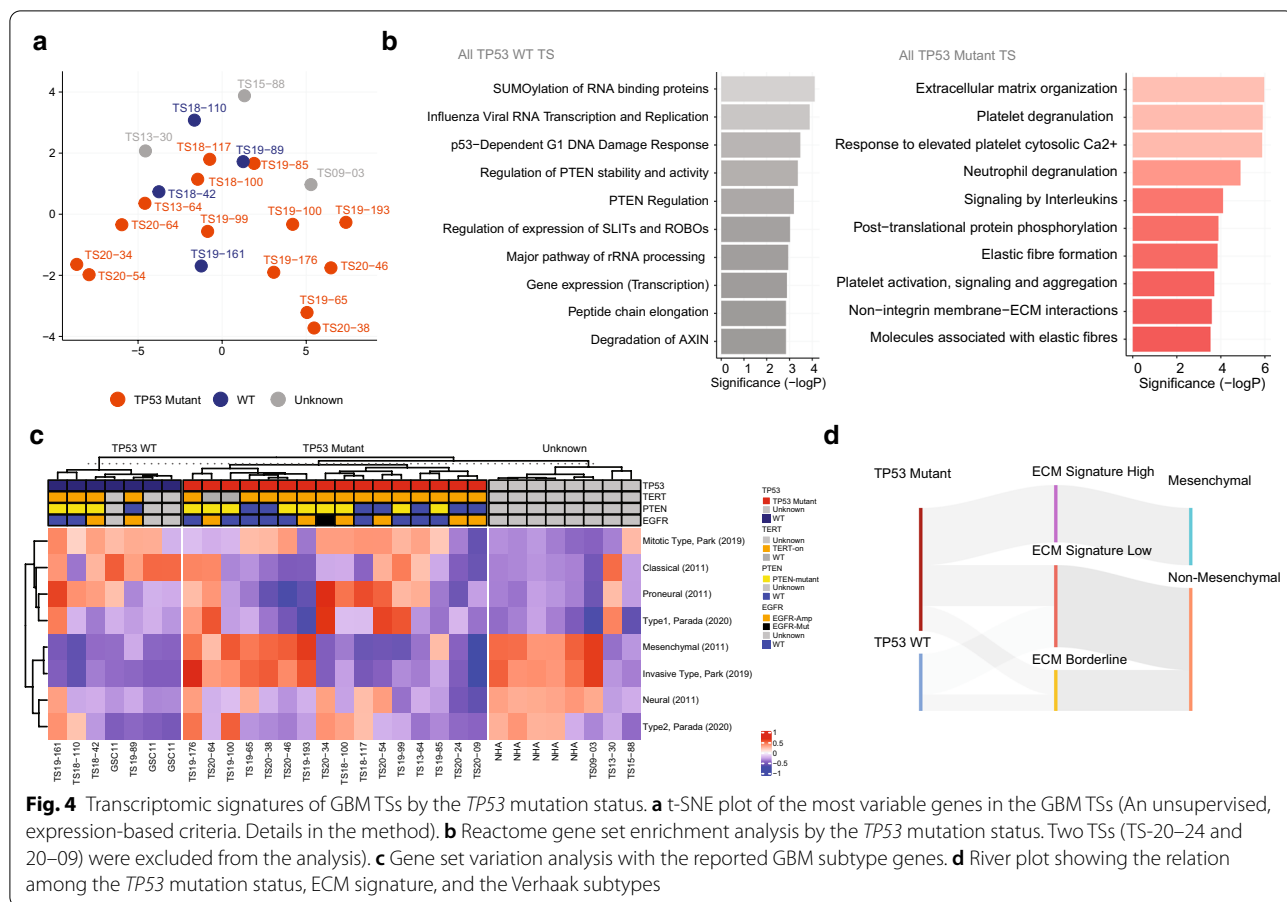 a
TS15−88
TS18−110
TS13−30
TS18−117
TS19−89
TS19−85
TS18−100
TS09−03
TS18−42
TS13−64
TS20−64
TS19−99
TS19−100
TS19−193
TS20−34
TS20−54
TS19−161
TS19−176
TS20−46
TS19−65
TS20−38
4
2
0
−2
−4
−5
0
5
TP53 Mutant
WT
Unknown
b
All TP53 WT TS
SUMOylation of RNA binding proteins
Influenza Viral RNA Transcription and Replication
p53−Dependent G1 DNA Damage Response
Regulation of PTEN stability and activity
PTEN Regulation
Regulation of expression of SLITs and ROBOs
Major pathway of rRNA processing
Gene expression (Transcription)
Peptide chain elongation
Degradation of AXIN
0 1 2 3 4
Significance (−logP)
All TP53 Mutant TS
Extracellular matrix organization
Platelet degranulation
Response to elevated platelet cytosolic Ca2+
Neutrophil degranulation
Signaling by Interleukins
Post−translational protein phosphorylation
Elastic fibre formation
Platelet activation, signaling and aggregation
Non−integrin membrane−ECM interactions
Molecules associated with elastic fibres
0 2 4 6
Significance (−logP)
c
TP53 WT
TP53 Mutant
Unknown
TP53
TERT
PTEN
EGFR
Mitotic Type, Park (2019)
Classical (2011)
Proneural (2011)
Type1, Parada (2020)
Mesenchymal (2011)
Invasive Type, Park (2019)
Neural (2011)
Type2, Parada (2020)
TS19−161
TS18−110
TS18−42
GSC11
TS19−89
GSC11
GSC11
TS19−176
TS20−64
TS19−100
TS19−65
TS20−38
TS20−46
TS19−193
TS20−34
TS18−100
TS18−117
TS20−54
TS19−99
TS13−64
TS19−85
TS20−24
TS20−09
NHA
NHA
NHA
NHA
NHA
TS09−03
TS13−30
TS15−88
TP53
TP53 Mutant
Unknown
WT
TERT
Unknown
TERT-on
WT
PTEN
PTEN-mutant
Unknown
WT
EGFR
EGFR-Amp
EGFR-Mut
Unknown
WT
1
0.5
0
−0.5
−1
d
TP53 Mutant
TP53 WT
ECM Signature High
ECM Signature Low
ECM Borderline
Mesenchymal
Non-Mesenchymal
Fig. 4 Transcriptomic signatures of GBM TSs by the TP53 mutation status. a t-SNE plot of the most variable genes in the GBM TSs (An unsupervised,
expression-based criteria. Details in the method). b Reactome gene set enrichment analysis by the TP53 mutation status. Two TSs (TS-20–24 and
20–09) were excluded from the analysis). c Gene set variation analysis with the reported GBM subtype genes. d River plot showing the relation
among the TP53 mutation status, ECM signature, and the Verhaak subtypes